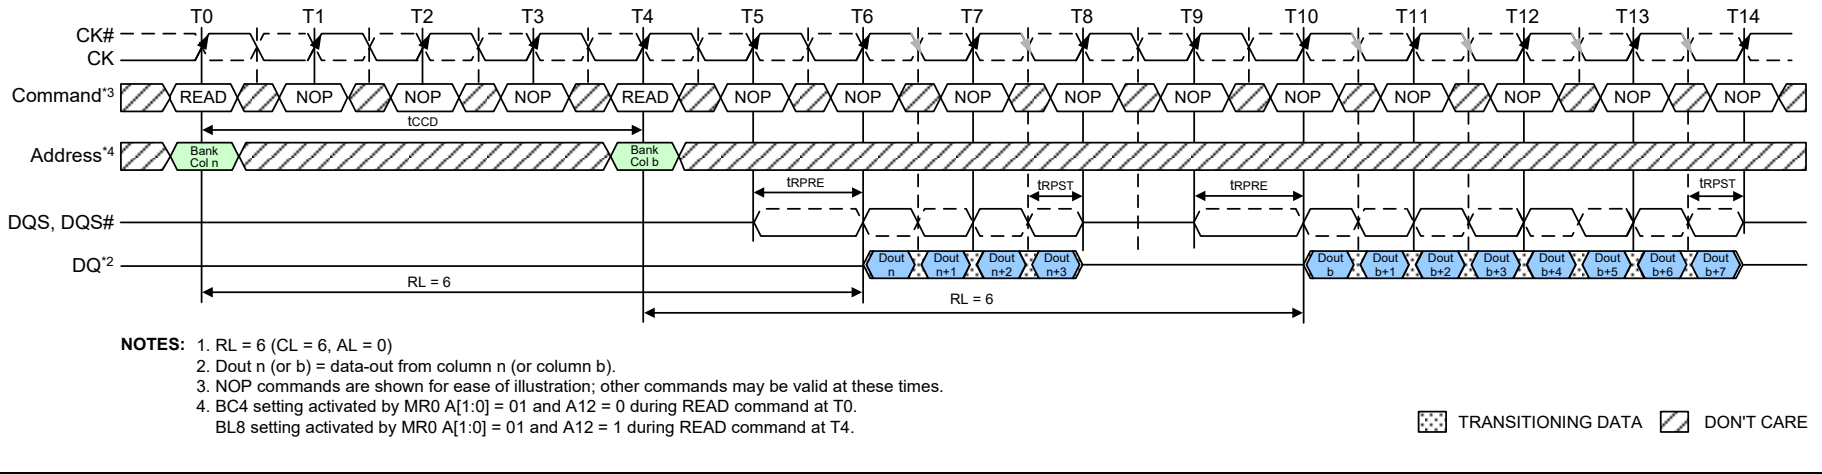 T0 T1 T2 T3 T4 T5 T6 T7 T8 T9 T10 T11 T12 T13 T14
CK#
CK
Command*3 READ NOP NOP NOP READ NOP NOP NOP NOP NOP NOP NOP NOP NOP NOP
tCCD
Address*4 Bank Col n Bank Col b
tRPRE tRPST tRPRE tRPST
DQS, DQS#
DQ*2 Dout n Dout n+1 Dout n+2 Dout n+3 Dout b Dout b+1 Dout b+2 Dout b+3 Dout b+4 Dout b+5 Dout b+6 Dout b+7
RL = 6
RL = 6
NOTES: 1. RL = 6 (CL = 6, AL = 0)
2. Dout n (or b) = data-out from column n (or column b).
3. NOP commands are shown for ease of illustration; other commands may be valid at these times.
4. BC4 setting activated by MR0 A[1:0] = 01 and A12 = 0 during READ command at T0.
BL8 setting activated by MR0 A[1:0] = 01 and A12 = 1 during READ command at T4.
TRANSITIONING DATA DON'T CARE